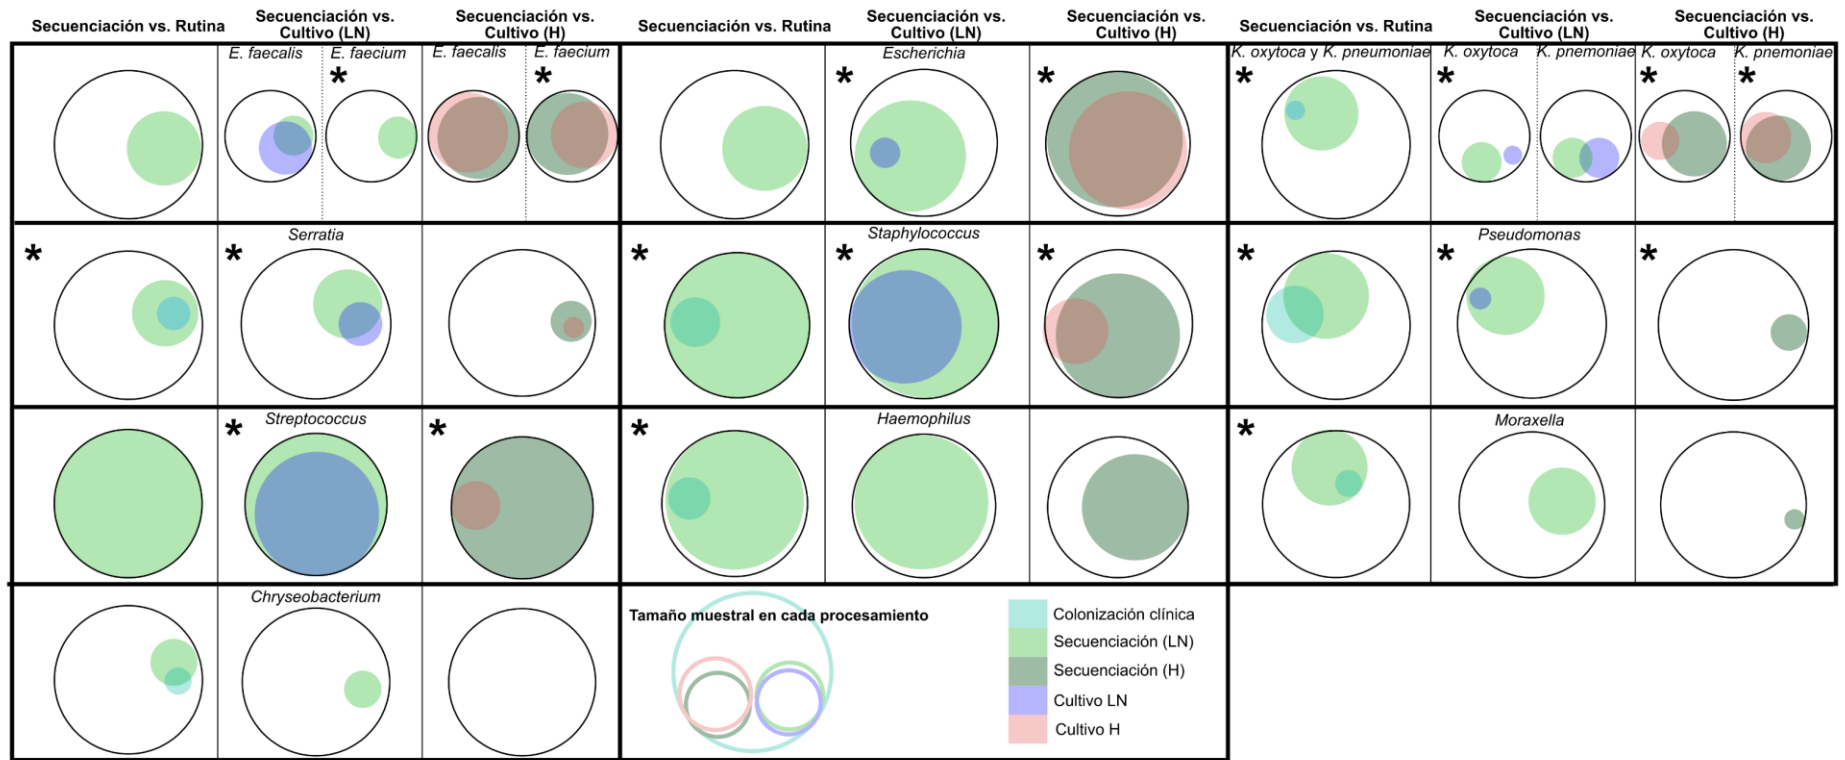 Secuenciación vs. Rutina
Secuenciación vs.
Cultivo (LN)
Secuenciación vs.
Cultivo (H)
Secuenciación vs. Rutina
Secuenciación vs.
Cultivo (LN)
Secuenciación vs.
Cultivo (H)
Secuenciación vs. Rutina
Secuenciación vs.
Cultivo (LN)
Secuenciación vs.
Cultivo (H)
E. faecalis
E. faecium
*
E. faecalis
E. faecium
*
Escherichia
*
*
K. oxytoca y K. pneumoniae
*
K. oxytoca
K. pnemoniae
*
K. oxytoca
K. pnemoniae
*
*
*
Serratia
*
*
Staphylococcus
*
*
*
Pseudomonas
*
*
Streptococcus
*
*
*
Haemophilus
*
Moraxella
Chryseobacterium
Tamaño muestral en cada procesamiento
Colonización clínica
Secuenciación (LN)
Secuenciación (H)
Cultivo LN
Cultivo H